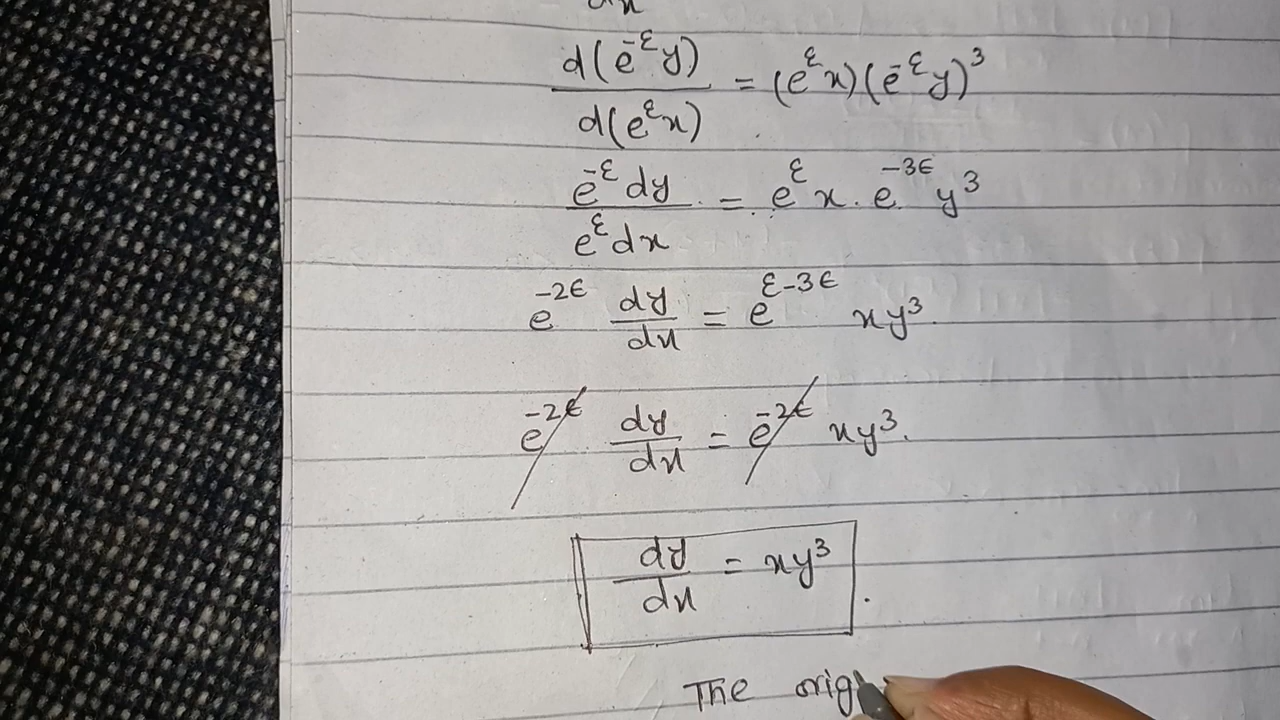 dx
d(e^-ε y) / d(e^ε x) = (e^ε x)(e^-ε y)^3
e^-ε dy / e^ε dx = e^ε x . e^-3ϵ y^3
e^-2ϵ dy/dx = e^ε-3ϵ xy^3
e^-2ϵ dy/dx = e^-2ϵ xy^3.
dy/dx = xy^3.
The orig